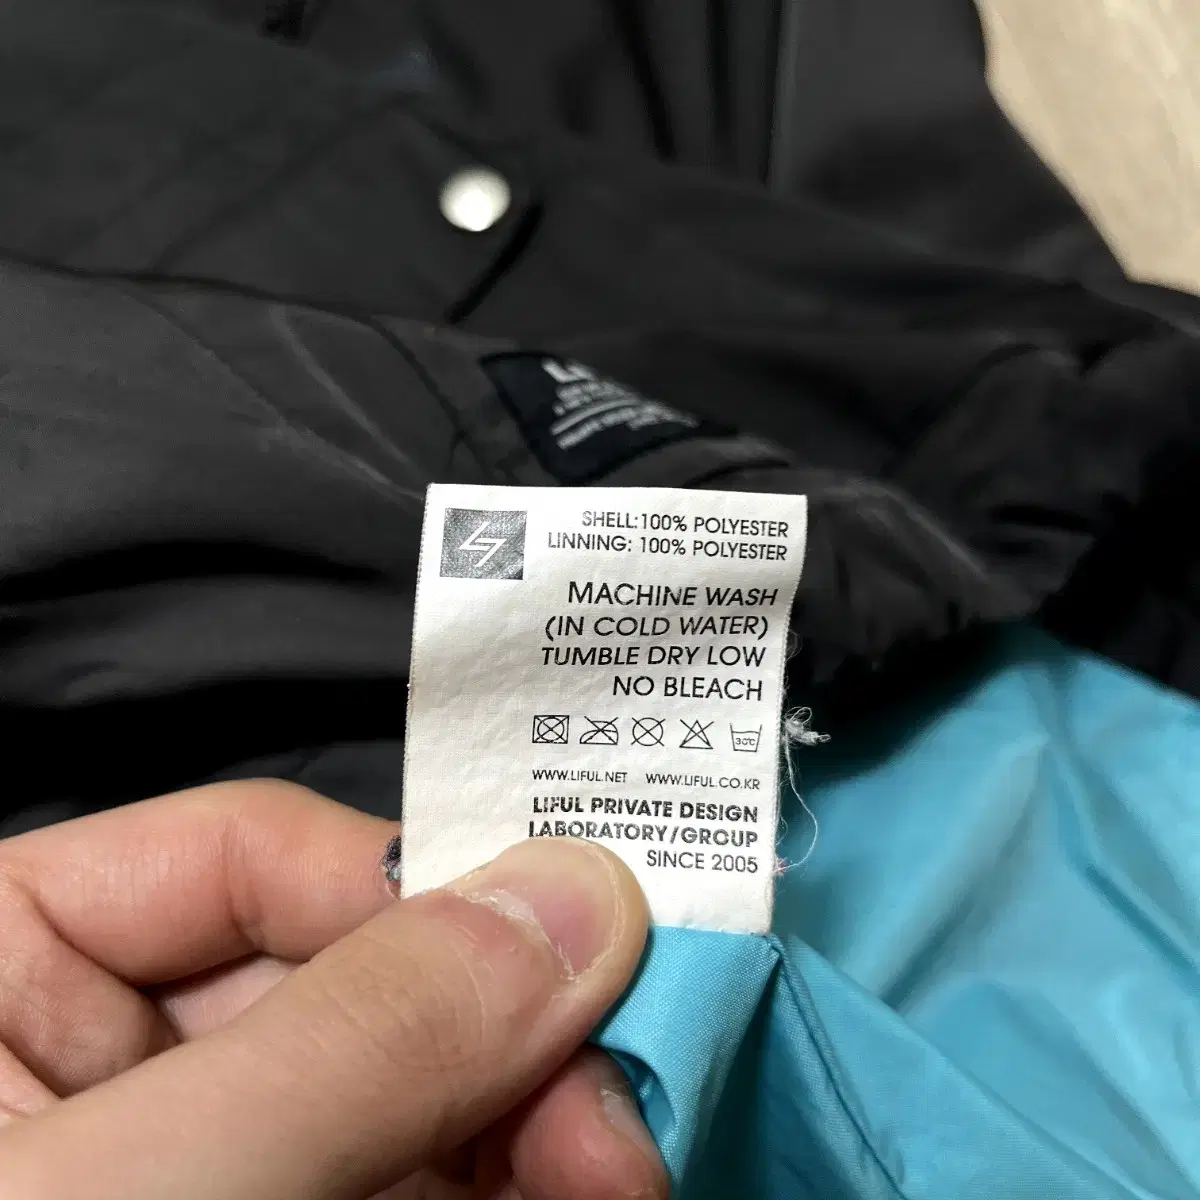 SHELL:100% POLYESTER
LINNING: 100% POLYESTER
MACHINE WASH
(IN COLD WATER)
TUMBLE DRY LOW
NO BLEACH
30C
WWW.LIFUL.NET WWW.LIFUL.CO.KR
LIFUL PRIVATE DESIGN
LABORATORY/GROUP
SINCE 2005